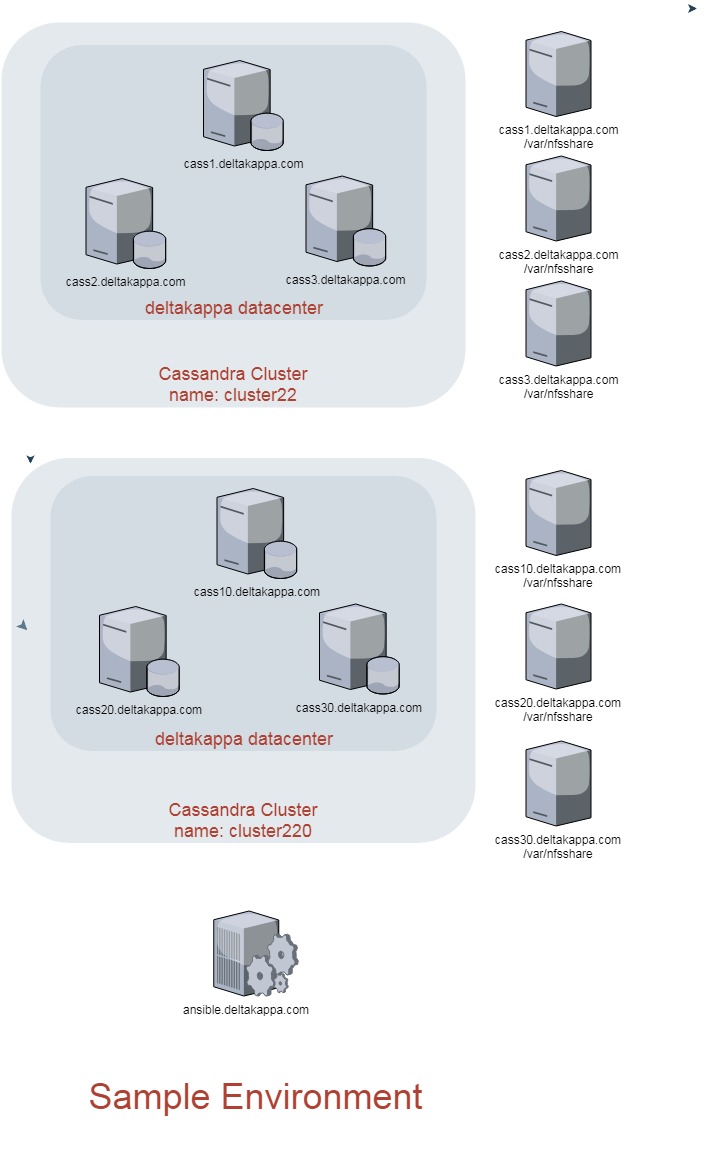 cass1.deltakappa.com
cass2.deltakappa.com
cass3.deltakappa.com
deltakappa datacenter
Cassandra Cluster
name: cluster22
cass1.deltakappa.com
/var/nfsshare
cass2.deltakappa.com
/var/nfsshare
cass3.deltakappa.com
/var/nfsshare
cass10.deltakappa.com
cass20.deltakappa.com
cass30.deltakappa.com
deltakappa datacenter
Cassandra Cluster
name: cluster220
cass10.deltakappa.com
/var/nfsshare
cass20.deltakappa.com
/var/nfsshare
cass30.deltakappa.com
/var/nfsshare
ansible.deltakappa.com
Sample Environment